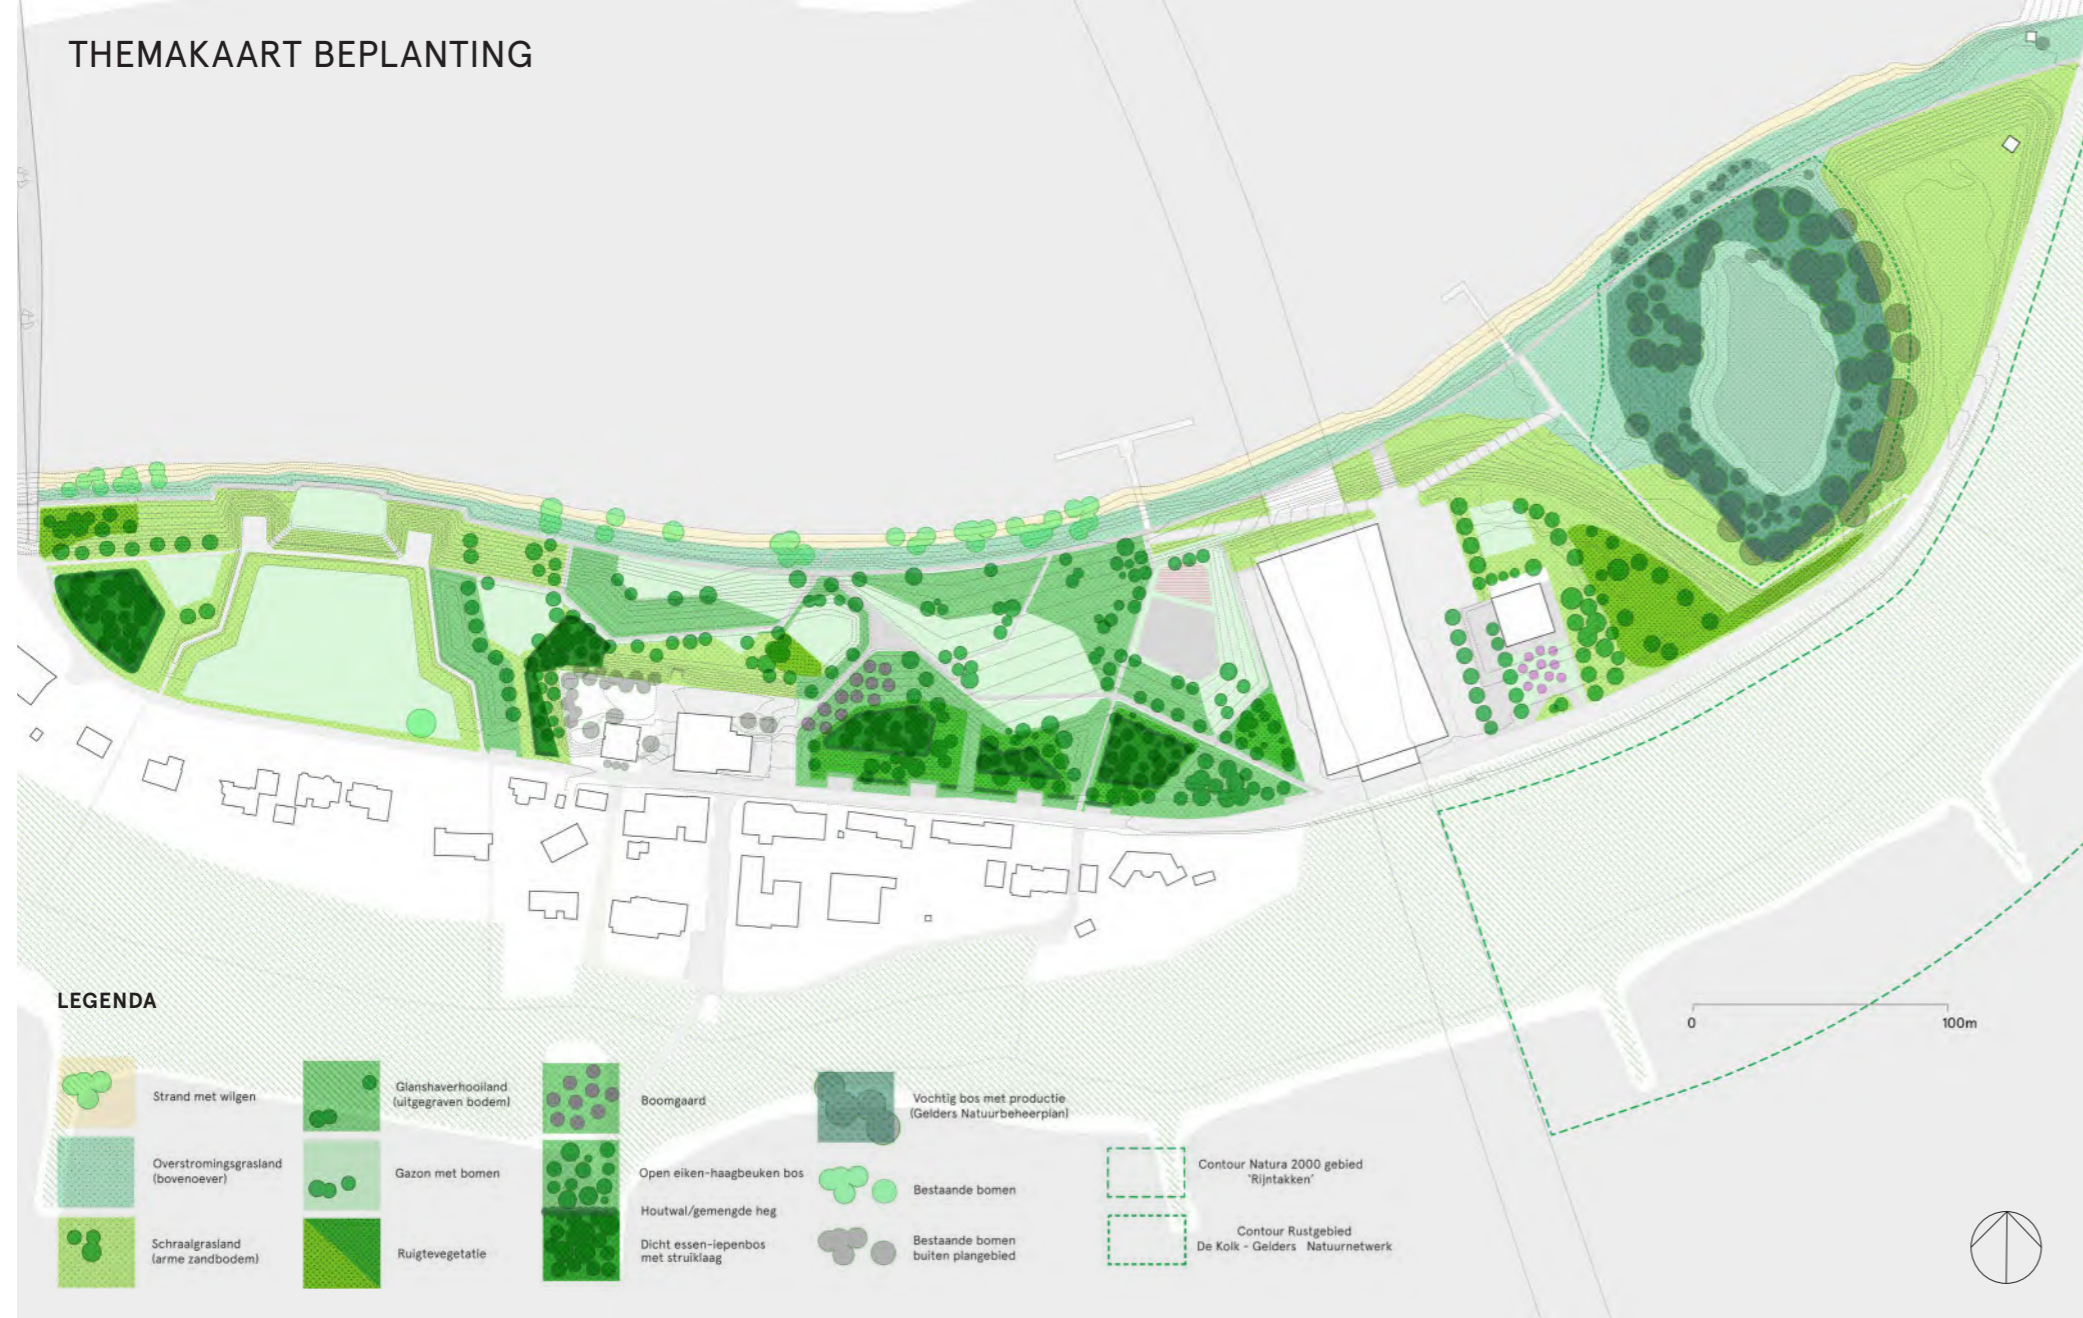 THEMAKAART BEPLANTING
LEGENDA
Strand met wilgen
Overstromingsgrasland
(bovenoever)
Schraalgrasland
(arme zandbodem)
Glanshaverhooiland
(uitgegraven bodem)
Gazon met bomen
Ruigtevegetatie
Boomgaard
Open eiken-haagbeuken bos
Houtwal/gemengde heg
Dicht essen-iepenbos
met struiklaag
Vochtig bos met productie
(Gelders Natuurbeheerplan)
Bestaande bomen
Bestaande bomen
buiten plangebied
Contour Natura 2000 gebied
'Rijntakken'
Contour Rustgebied
De Kolk - Gelders Natuurnetwerk
0 100m